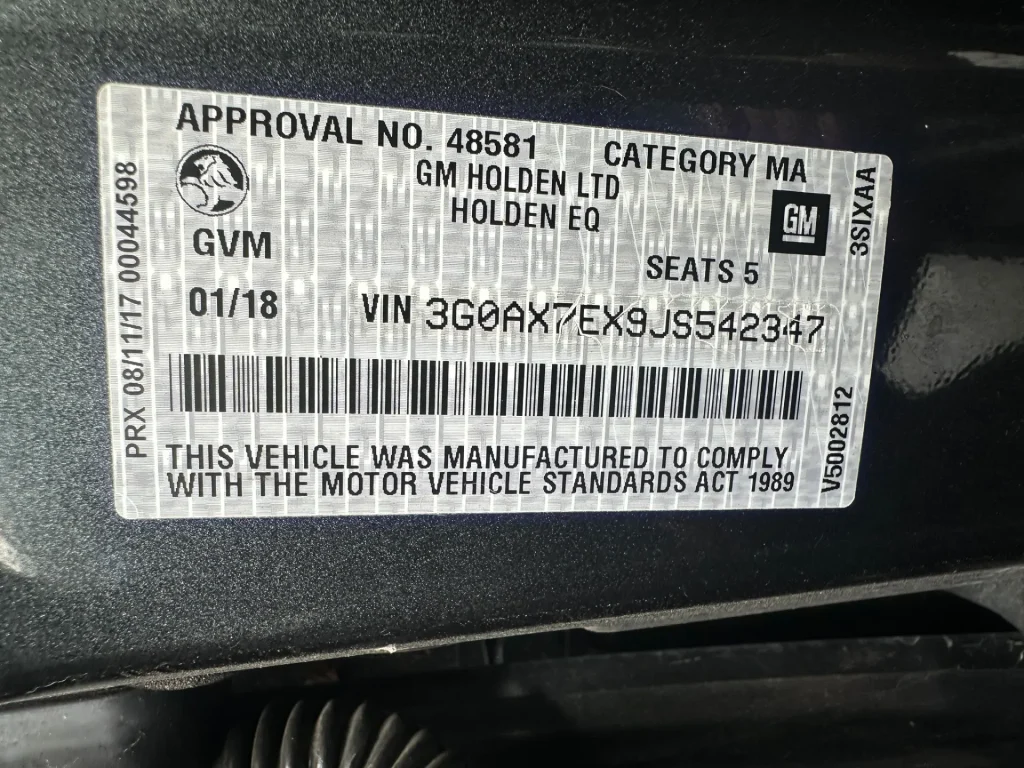 APPROVAL NO. 48581 CATEGORY MA
GM HOLDEN LTD
HOLDEN EQ
GM
GVM
SEATS 5
01/18 VIN 3G0AX7EX9JS542347
THIS VEHICLE WAS MANUFACTURED TO COMPLY
WITH THE MOTOR VEHICLE STANDARDS ACT 1989
PRX 08/11/17 00044598
3SIXAA
V5002812